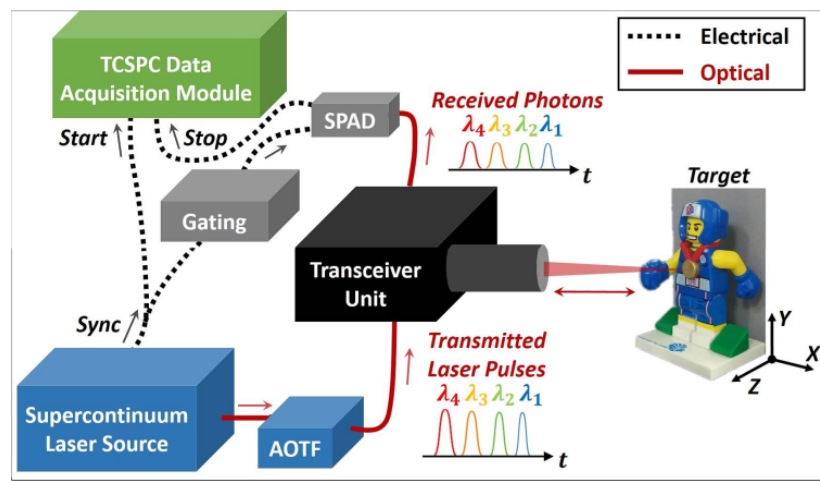 TCSPC Data
Acquisition Module
Electrical
Optical
Start
Stop
SPAD
Received Photons
λ4 λ3 λ2 λ1
t
Gating
Target
Transceiver
Unit
Sync
Transmitted
Laser Pulses
λ4 λ3 λ2 λ1
t
Y
X
Z
Supercontinuum
Laser Source
AOTF